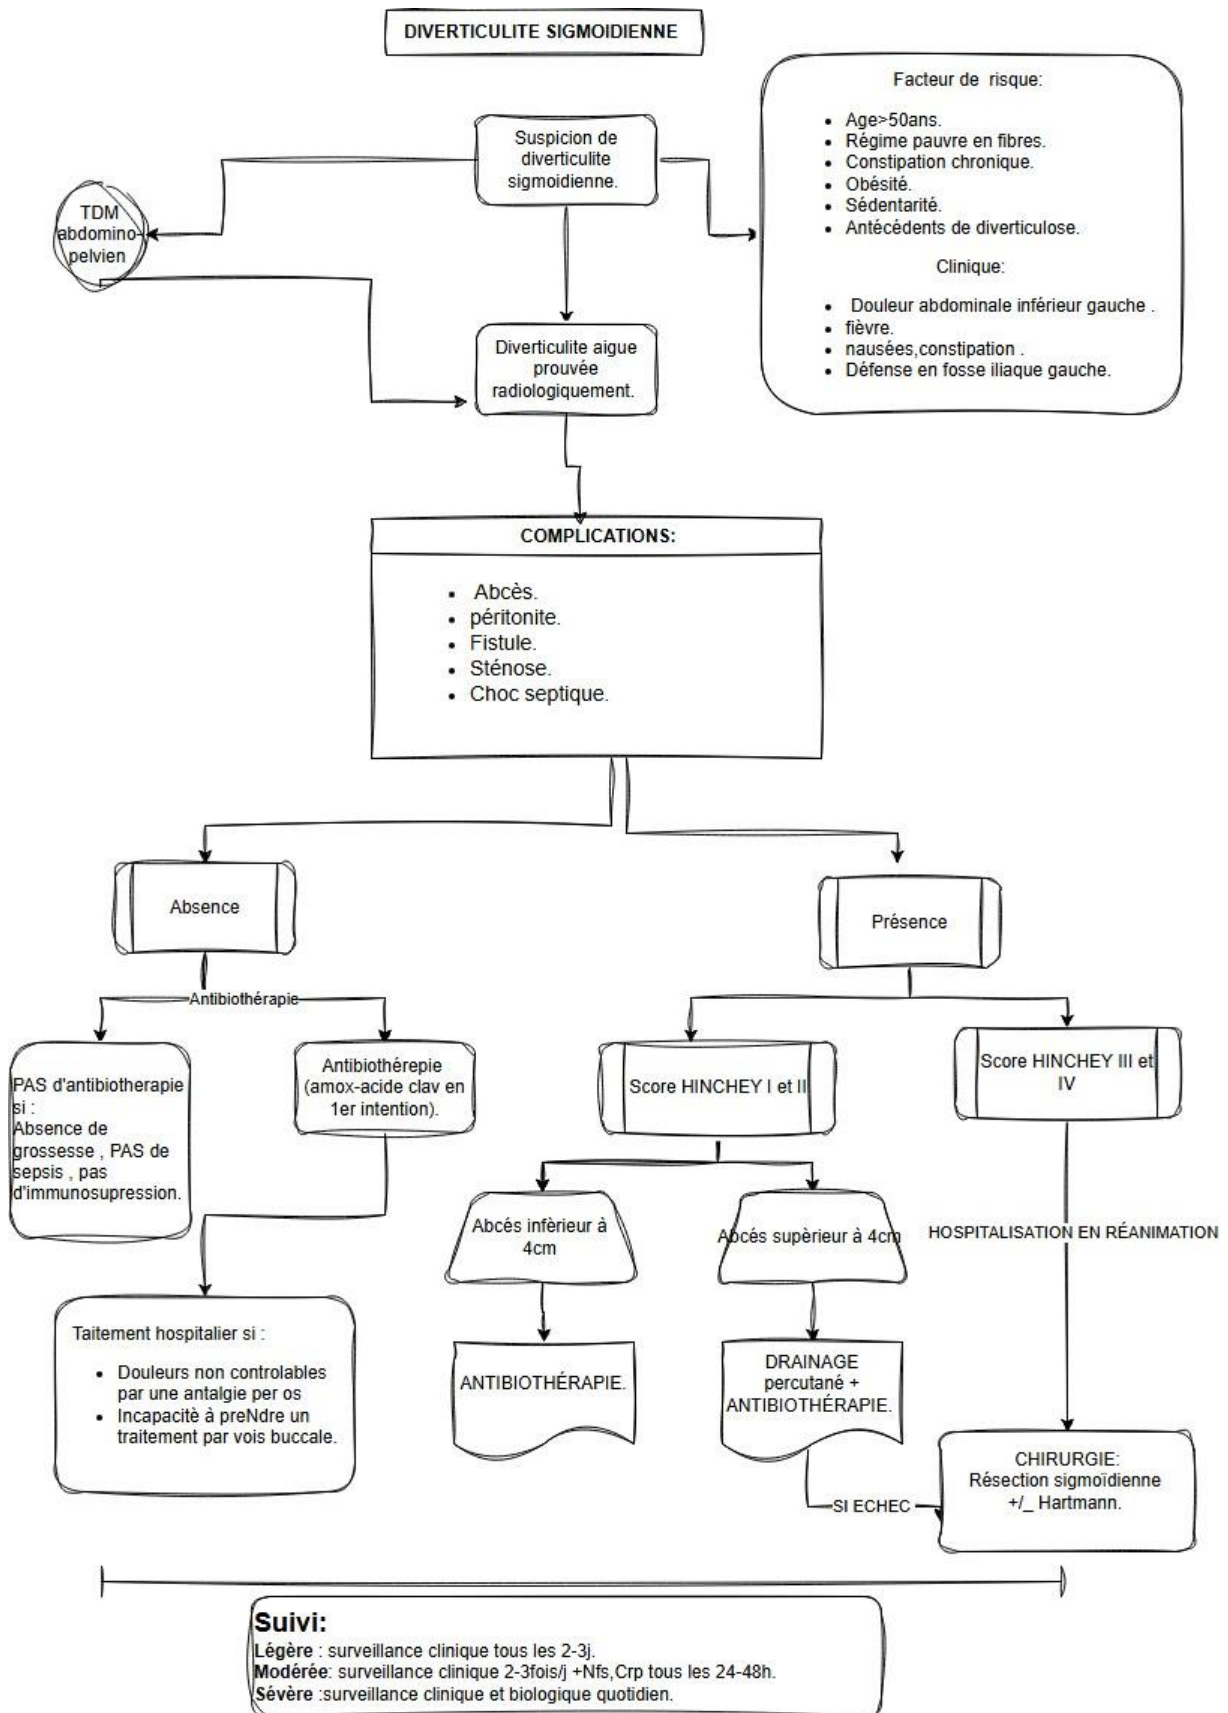 DIVERTICULITE SIGMOIDIENNE
Suspicion de
diverticulite
sigmoidienne.
Facteur de risque:
• Age>50ans.
• Régime pauvre en fibres.
• Constipation chronique.
• Obésité.
• Sédentarité.
• Antécédents de diverticulose.
Clinique:
• Douleur abdominale inférieur gauche .
• fièvre.
• nausées,constipation .
• Défense en fosse iliaque gauche.
TDM
abdomino-
pelvien
Diverticulite aigue
prouvée
radiologiquement.
COMPLICATIONS:
• Abcès.
• péritonite.
• Fistule.
• Sténose.
• Choc septique.
Absence
Présence
Antibiothérapie
PAS d'antibiotherapie
si :
Absence de
grossesse , PAS de
sepsis , pas
d'immunosupression.
Antibiothérepie
(amox-acide clav en
1er intention).
Score HINCHEY I et II
Score HINCHEY III et
IV
Abcés infèrieur à
4cm
Abcés supèrieur à 4cm
HOSPITALISATION EN RÉANIMATION
Taitement hospitalier si :
• Douleurs non controlables
par une antalgie per os
• Incapacitè à preNdre un
traitement par vois buccale.
ANTIBIOTHÉRAPIE.
DRAINAGE
percutané +
ANTIBIOTHÉRAPIE.
SI ECHEC
CHIRURGIE:
Résection sigmoïdienne
+/_ Hartmann.
Suivi:
Légère : surveillance clinique tous les 2-3j.
Modérée: surveillance clinique 2-3fois/j +Nfs,Crp tous les 24-48h.
Sévère :surveillance clinique et biologique quotidien.